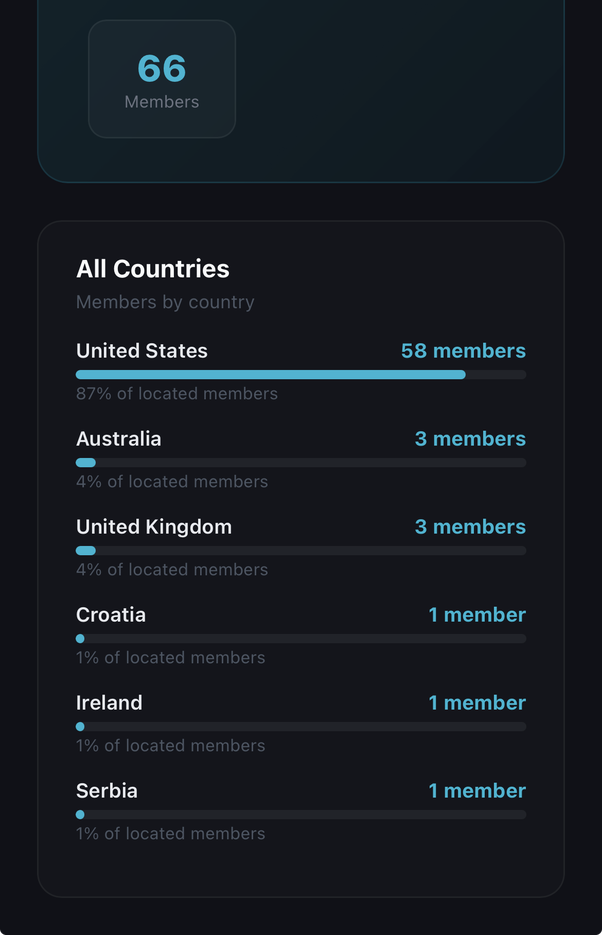 66
Members
All Countries
Members by country
United States 58 members
87% of located members
Australia 3 members
4% of located members
United Kingdom 3 members
4% of located members
Croatia 1 member
1% of located members
Ireland 1 member
1% of located members
Serbia 1 member
1% of located members